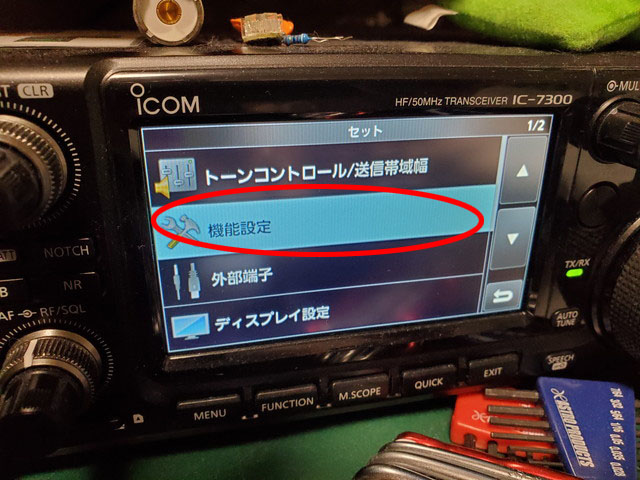 CLR
ICOM
HF/50MHz TRANSCEIVER IC-7300
MUL
セット
1/2
トーンコントロール/送信帯域幅
機能設定
外部端子
ディスプレイ設定
NOTCH
NR
AF
RF/SQL
TX/RX
AUTO
TUNE
SPEECH
MENU
FUNCTION
M.SCOPE
QUICK
EXIT